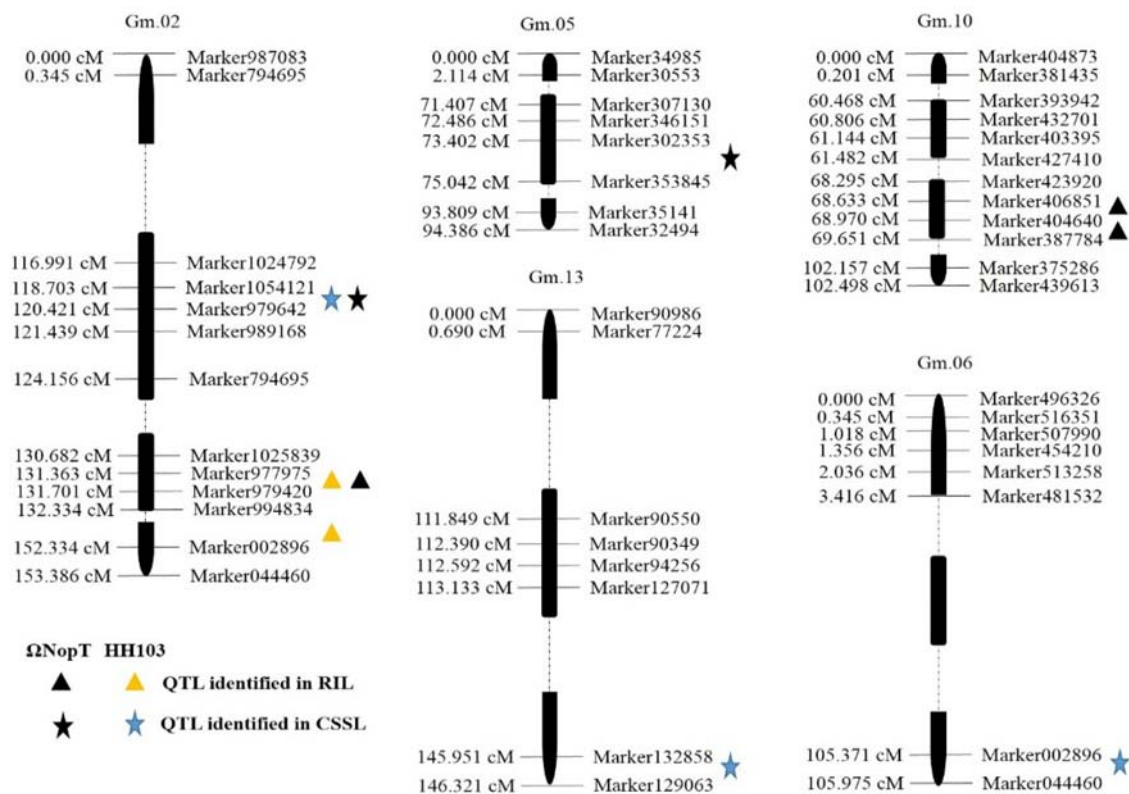 Gm.02
0.000 cM Marker987083
0.345 cM Marker794695
116.991 cM Marker1024792
118.703 cM Marker1054121
120.421 cM Marker979642
121.439 cM Marker989168
124.156 cM Marker794695
130.682 cM Marker1025839
131.363 cM Marker977975
131.701 cM Marker979420
132.334 cM Marker994834
152.334 cM Marker002896
153.386 cM Marker044460
Gm.05
0.000 cM Marker34985
2.114 cM Marker30553
71.407 cM Marker307130
72.486 cM Marker346151
73.402 cM Marker302353
75.042 cM Marker353845
93.809 cM Marker35141
94.386 cM Marker32494
Gm.13
0.000 cM Marker90986
0.690 cM Marker77224
111.849 cM Marker90550
112.390 cM Marker90349
112.592 cM Marker94256
113.133 cM Marker127071
145.951 cM Marker132858
146.321 cM Marker129063
Gm.10
0.000 cM Marker404873
0.201 cM Marker381435
60.468 cM Marker393942
60.806 cM Marker432701
61.144 cM Marker403395
61.482 cM Marker427410
68.295 cM Marker423920
68.633 cM Marker406851
68.970 cM Marker404640
69.651 cM Marker387784
102.157 cM Marker375286
102.498 cM Marker439613
Gm.06
0.000 cM Marker496326
0.345 cM Marker516351
1.018 cM Marker507990
1.356 cM Marker454210
2.036 cM Marker513258
3.416 cM Marker481532
105.371 cM Marker002896
105.975 cM Marker044460
ΩNopT HH103
QTL identified in RIL
QTL identified in CSSL